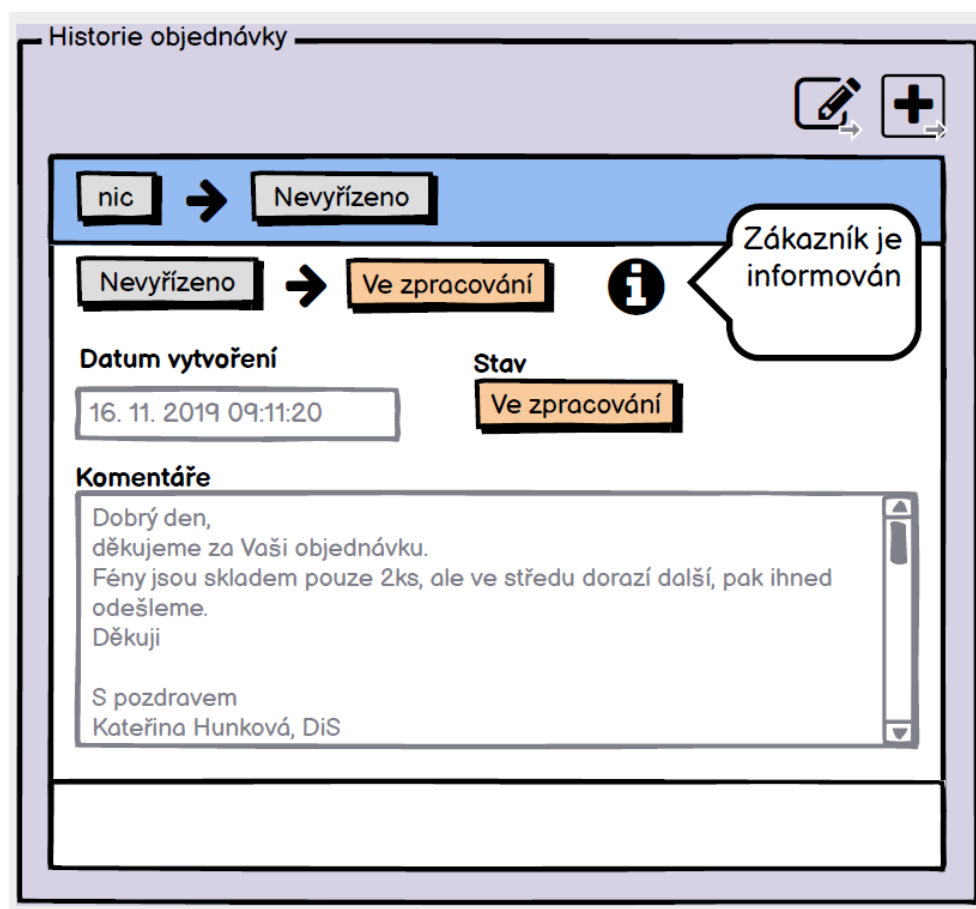 Historie objednávky
nic
Nevyřízeno
Zákazník je
informován
Nevyřízeno
Ve zpracování
Datum vytvoření
Stav
16. 11. 2019 09:11:20
Ve zpracování
Komentáře
Dobrý den,
děkujeme za Vaši objednávku.
Fény jsou skladem pouze 2ks, ale ve středu dorazí další, pak ihned
odešleme.
Děkuji
S pozdravem
Kateřina Hunková, DiS